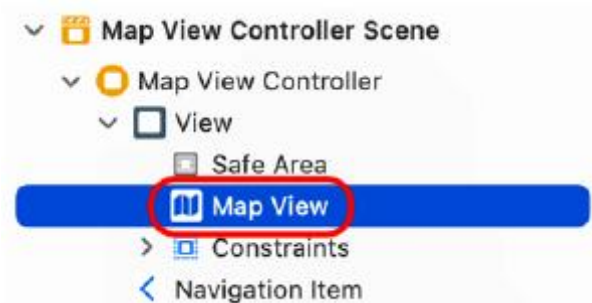 Map View Controller Scene
Map View Controller
View
Safe Area
Map View
Constraints
Navigation Item